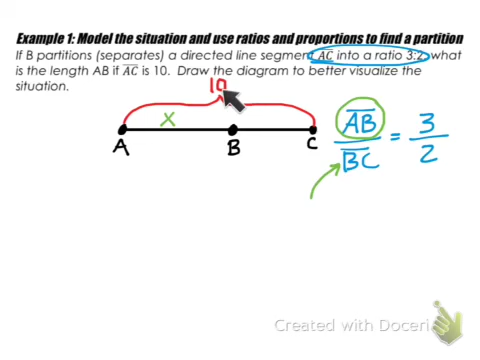 Example 1: Model the situation and use ratios and proportions to find a partition
If B partitions (separates) a directed line segment AC into a ratio 3:2, what
is the length AB if AC is 10. Draw the diagram to better visualize the
situation.
10
x
A B C
AB
BC
=
3
2
Created with Doceri